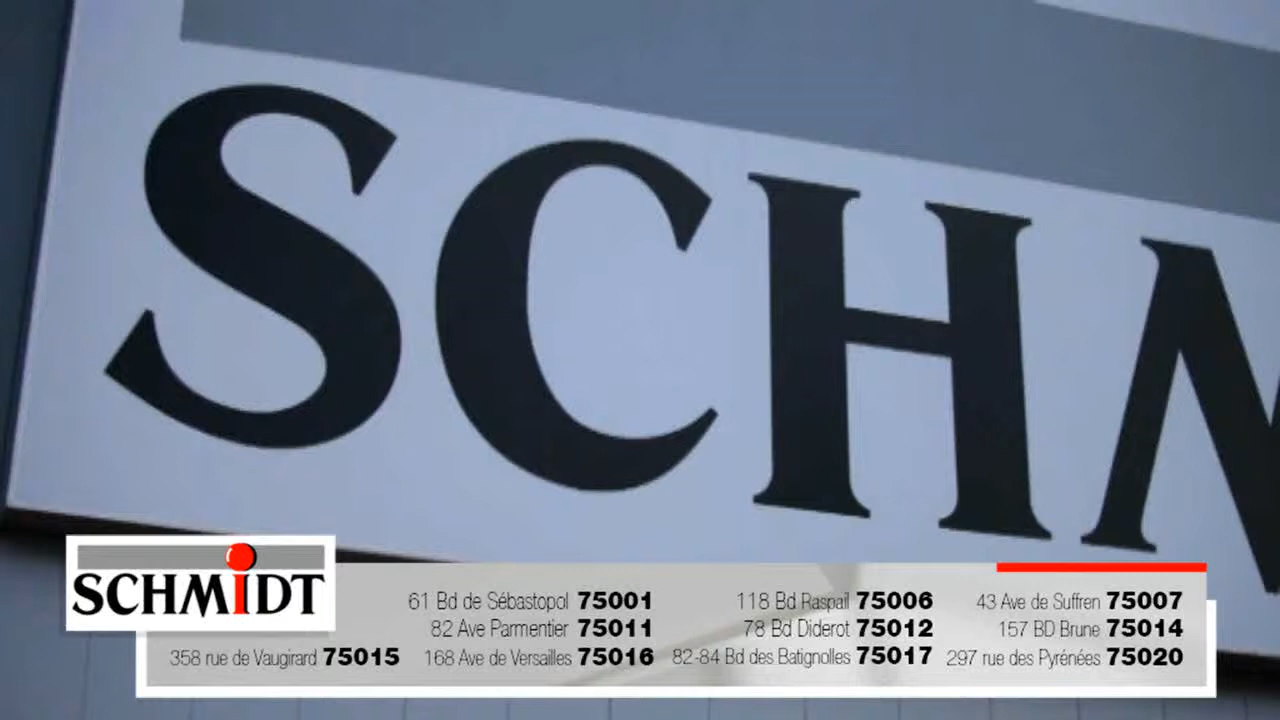 SCHM
SCHMiDT
61 Bd de Sébastopol 75001 118 Bd Raspail 75006 43 Ave de Suffren 75007
82 Ave Parmentier 75011 78 Bd Diderot 75012 157 BD Brune 75014
358 rue de Vaugirard 75015 168 Ave de Versailles 75016 82-84 Bd des Batignolles 75017 297 rue des Pyrénées 75020